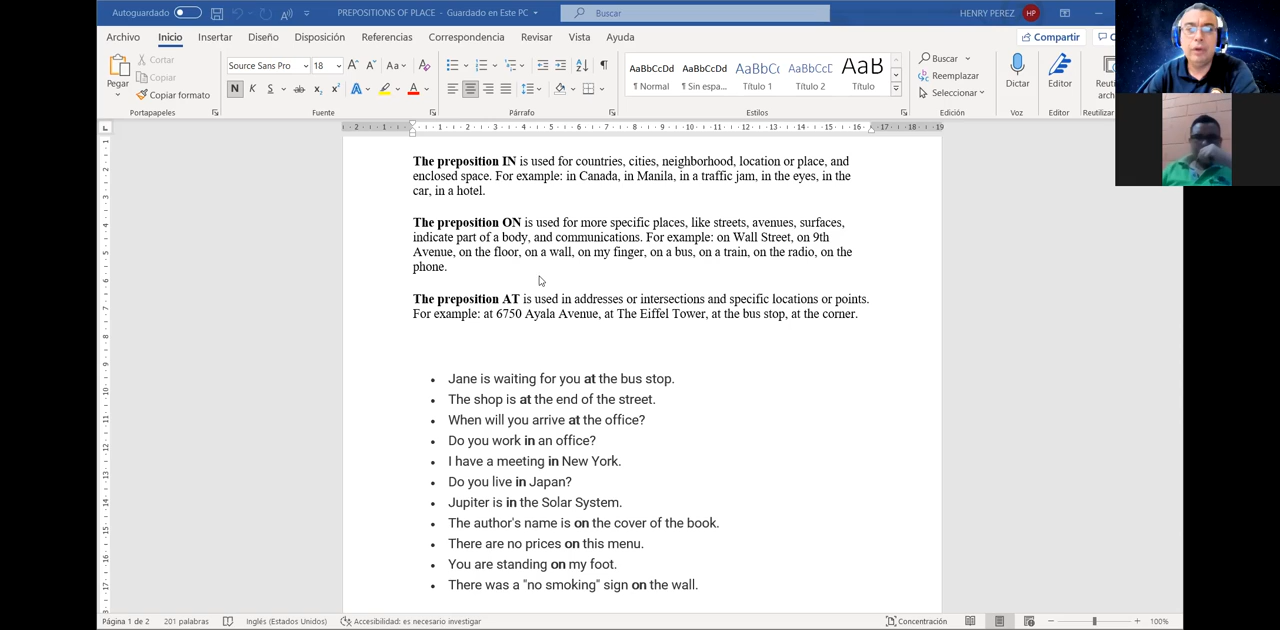 Autoguardado PREPOSITIONS OF PLACE - Guardado en Este PC Buscar HENRY PEREZ HP
Archivo Inicio Insertar Diseño Disposición Referencias Correspondencia Revisar Vista Ayuda Compartir
Pegar Cortar Copiar Copiar formato
Source Sans Pro 18 Aa
N K S ab x₂ x² A A
AaBbCcDd AaBbCcDd AaBbCc AaBbCcE AaB
¶ Normal ¶ Sin espa... Título 1 Título 2 Título
Buscar Reemplazar Seleccionar
Dictar Editor
Portapapeles Fuente Párrafo Estilos Edición Voz Editor Reutilizar
The preposition IN is used for countries, cities, neighborhood, location or place, and
enclosed space. For example: in Canada, in Manila, in a traffic jam, in the eyes, in the
car, in a hotel.
The preposition ON is used for more specific places, like streets, avenues, surfaces,
indicate part of a body, and communications. For example: on Wall Street, on 9th
Avenue, on the floor, on a wall, on my finger, on a bus, on a train, on the radio, on the
phone.
The preposition AT is used in addresses or intersections and specific locations or points.
For example: at 6750 Ayala Avenue, at The Eiffel Tower, at the bus stop, at the corner.
• Jane is waiting for you at the bus stop.
• The shop is at the end of the street.
• When will you arrive at the office?
• Do you work in an office?
• I have a meeting in New York.
• Do you live in Japan?
• Jupiter is in the Solar System.
• The author's name is on the cover of the book.
• There are no prices on this menu.
• You are standing on my foot.
• There was a "no smoking" sign on the wall.
Página 1 de 2 201 palabras Inglés (Estados Unidos) Accesibilidad: es necesario investigar Concentración 100%